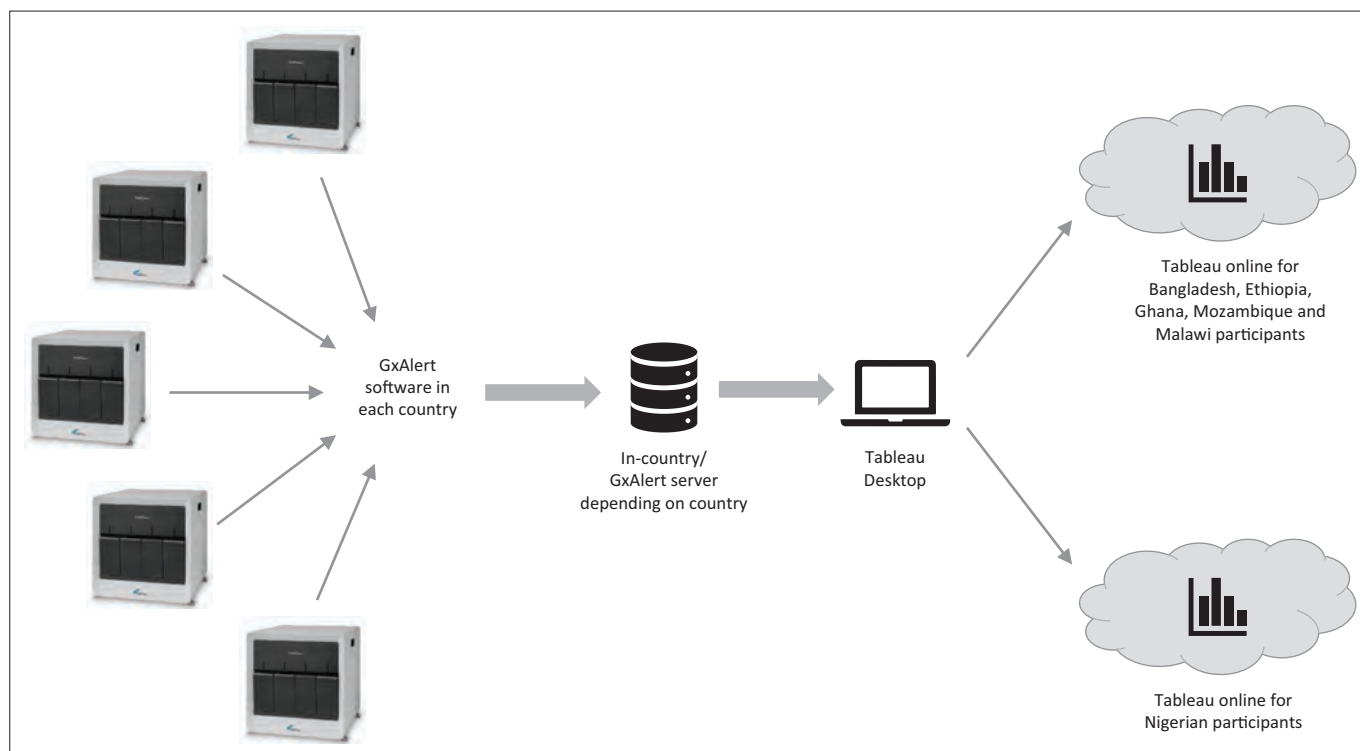 GxAlert
software in
each country
In-country/
GxAlert server
depending on country
Tableau
Desktop
Tableau online for
Bangladesh, Ethiopia,
Ghana, Mozambique and
Malawi participants
Tableau online for
Nigerian participants